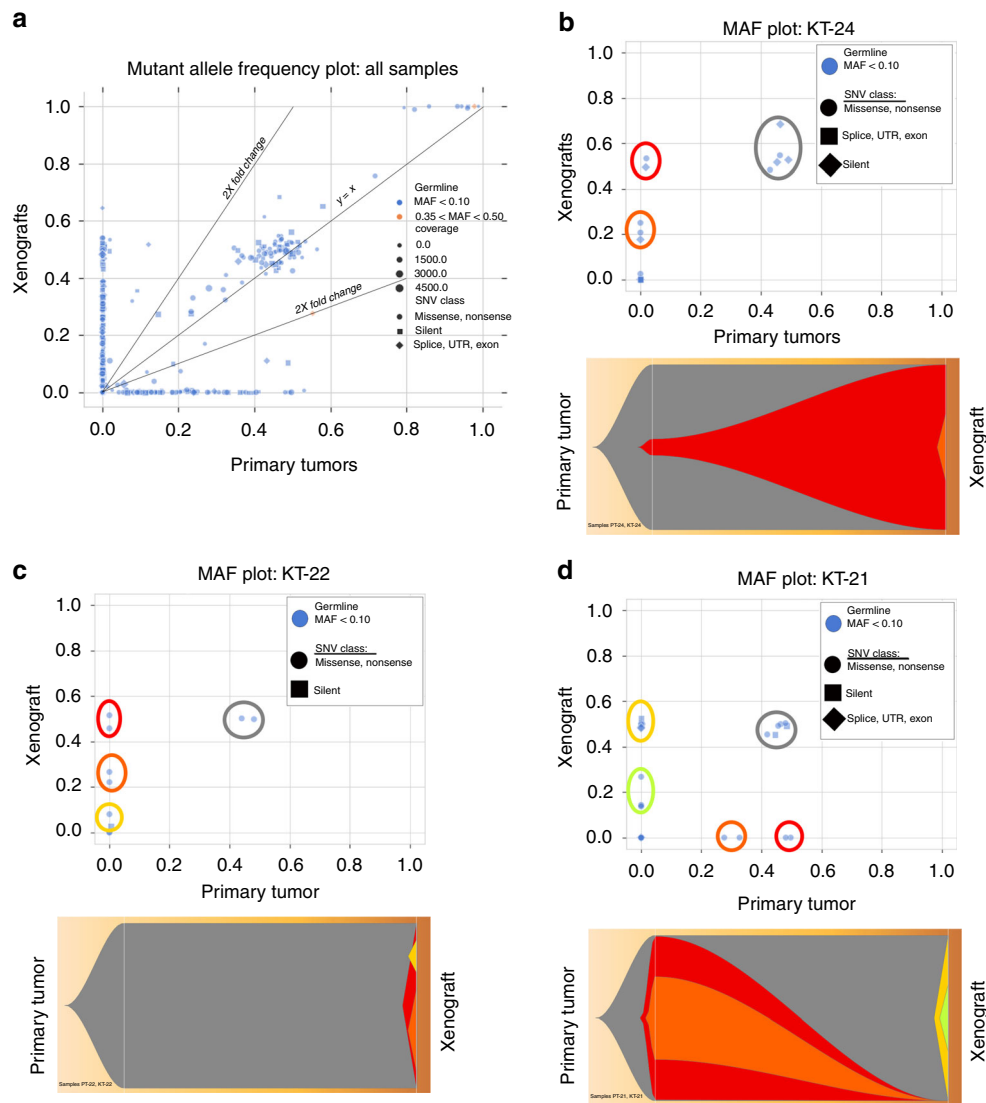 a
Mutant allele frequency plot: all samples
1.0
0.8
0.6
0.4
0.2
0.0
Xenografts
0.0 0.2 0.4 0.6 0.8 1.0
Primary tumors
2X fold change
y = x
2X fold change
Germline
MAF < 0.10
0.35 < MAF < 0.50
coverage
0.0
1500.0
3000.0
4500.0
SNV class
Missense, nonsense
Silent
Splice, UTR, exon
b
MAF plot: KT-24
1.0
0.8
0.6
0.4
0.2
0.0
Xenografts
0.0 0.2 0.4 0.6 0.8 1.0
Primary tumors
Germline
MAF < 0.10
SNV class:
Missense, nonsense
Splice, UTR, exon
Silent
Primary tumor
Xenograft
Samples PT-24, KT-24
c
MAF plot: KT-22
1.0
0.8
0.6
0.4
0.2
0.0
Xenograft
0.0 0.2 0.4 0.6 0.8 1.0
Primary tumor
Germline
MAF < 0.10
SNV class:
Missense, nonsense
Silent
Primary tumor
Xenograft
Samples PT-22, KT-22
d
MAF plot: KT-21
1.0
0.8
0.6
0.4
0.2
0.0
Xenograft
0.0 0.2 0.4 0.6 0.8 1.0
Primary tumor
Germline
MAF < 0.10
SNV class:
Missense, nonsense
Silent
Splice, UTR, exon
Primary tumor
Xenograft
Samples PT-21, KT-21